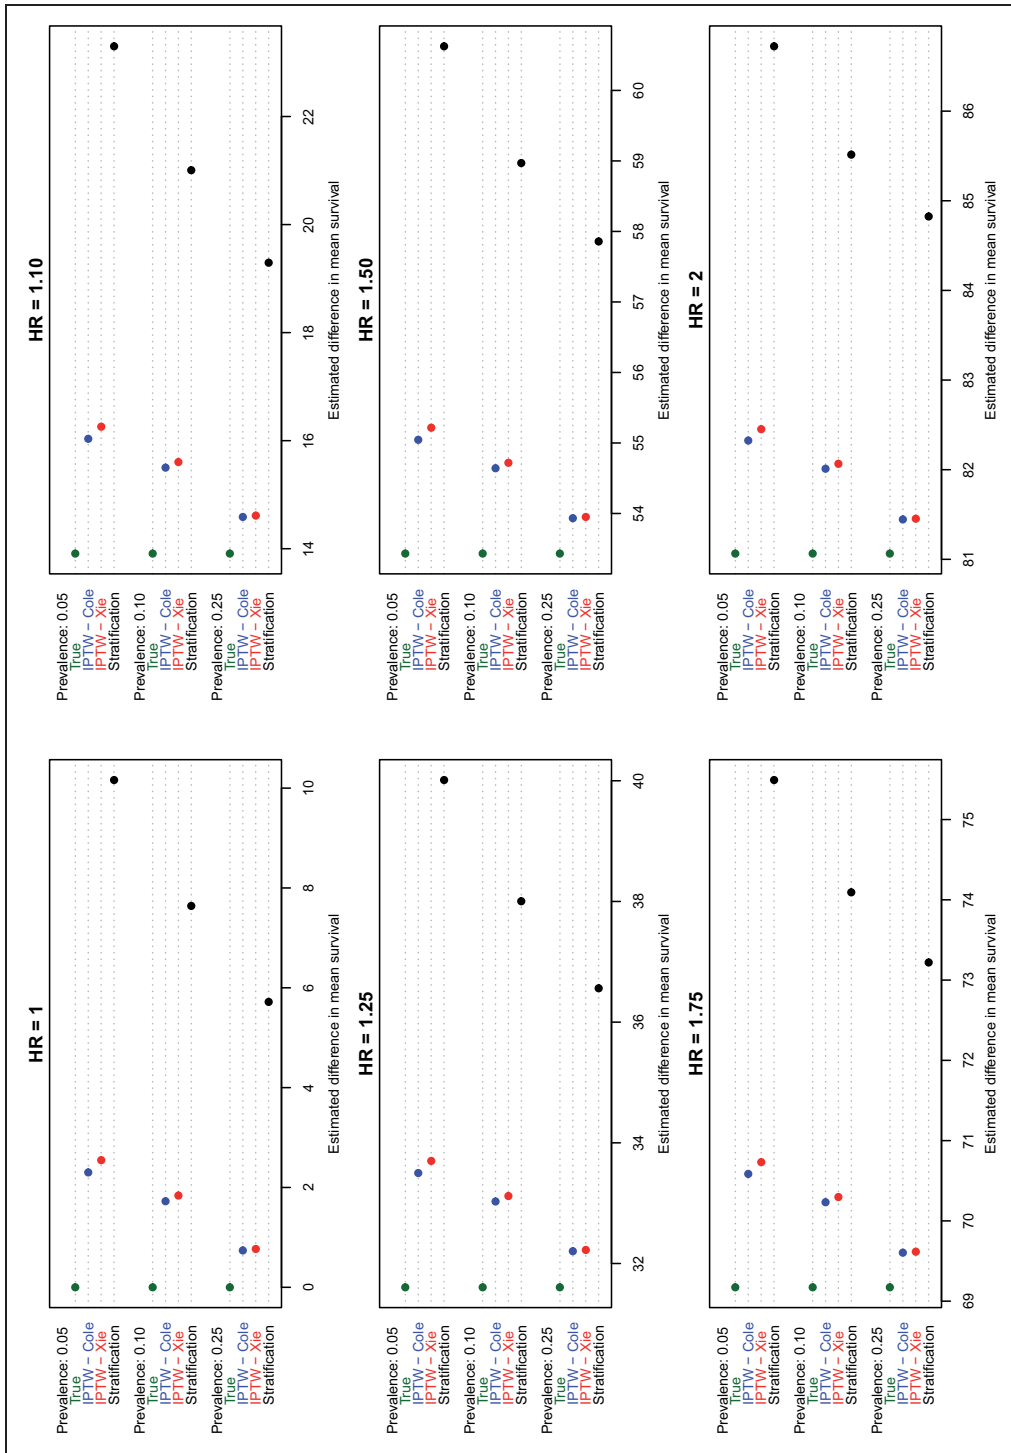 HR = 1
Prevalence: 0.05
True
IPTW − Cole
IPTW − Xie
Stratification
Prevalence: 0.10
True
IPTW − Cole
IPTW − Xie
Stratification
Prevalence: 0.25
True
IPTW − Cole
IPTW − Xie
Stratification
0 2 4 6 8 10
Estimated difference in mean survival
HR = 1.10
Prevalence: 0.05
True
IPTW − Cole
IPTW − Xie
Stratification
Prevalence: 0.10
True
IPTW − Cole
IPTW − Xie
Stratification
Prevalence: 0.25
True
IPTW − Cole
IPTW − Xie
Stratification
14 16 18 20 22
Estimated difference in mean survival
HR = 1.25
Prevalence: 0.05
True
IPTW − Cole
IPTW − Xie
Stratification
Prevalence: 0.10
True
IPTW − Cole
IPTW − Xie
Stratification
Prevalence: 0.25
True
IPTW − Cole
IPTW − Xie
Stratification
32 34 36 38 40
Estimated difference in mean survival
HR = 1.50
Prevalence: 0.05
True
IPTW − Cole
IPTW − Xie
Stratification
Prevalence: 0.10
True
IPTW − Cole
IPTW − Xie
Stratification
Prevalence: 0.25
True
IPTW − Cole
IPTW − Xie
Stratification
54 55 56 57 58 59 60
Estimated difference in mean survival
HR = 1.75
Prevalence: 0.05
True
IPTW − Cole
IPTW − Xie
Stratification
Prevalence: 0.10
True
IPTW − Cole
IPTW − Xie
Stratification
Prevalence: 0.25
True
IPTW − Cole
IPTW − Xie
Stratification
69 70 71 72 73 74 75
Estimated difference in mean survival
HR = 2
Prevalence: 0.05
True
IPTW − Cole
IPTW − Xie
Stratification
Prevalence: 0.10
True
IPTW − Cole
IPTW − Xie
Stratification
Prevalence: 0.25
True
IPTW − Cole
IPTW − Xie
Stratification
81 82 83 84 85 86
Estimated difference in mean survival